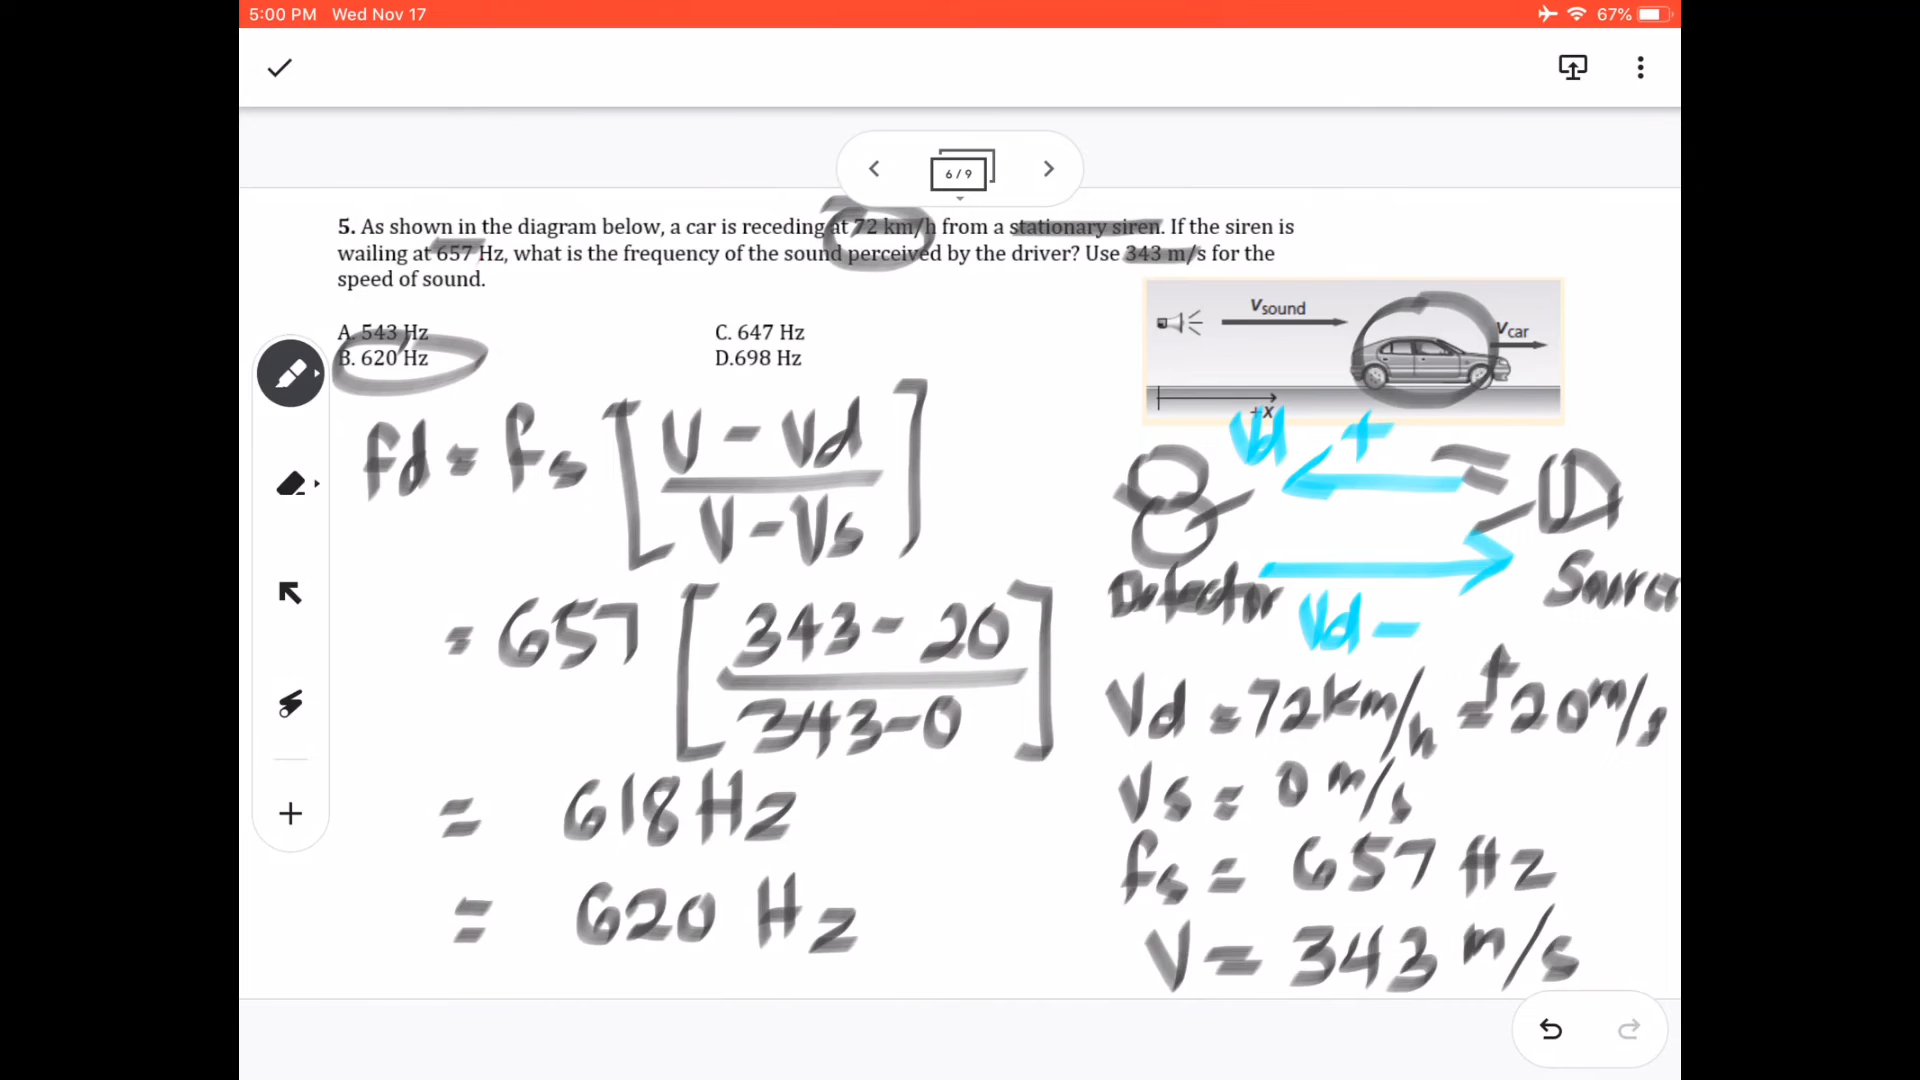 5:00 PM Wed Nov 17
67%
6 / 9
5. As shown in the diagram below, a car is receding at 72 km/h from a stationary siren. If the siren is
wailing at 657 Hz, what is the frequency of the sound perceived by the driver? Use 343 m/s for the
speed of sound.
A. 543 Hz
B. 620 Hz
C. 647 Hz
D.698 Hz
Vsound
Vcar
+x
fd = fs [V - Vd / V - Vs]
= 657 [343 - 20 / 343 - 0]
= 618 Hz
= 620 Hz
Vd +
Detector
Source
Vd -
Vd = 72 km/h = +20 m/s
Vs = 0 m/s
fs = 657 Hz
V = 343 m/s